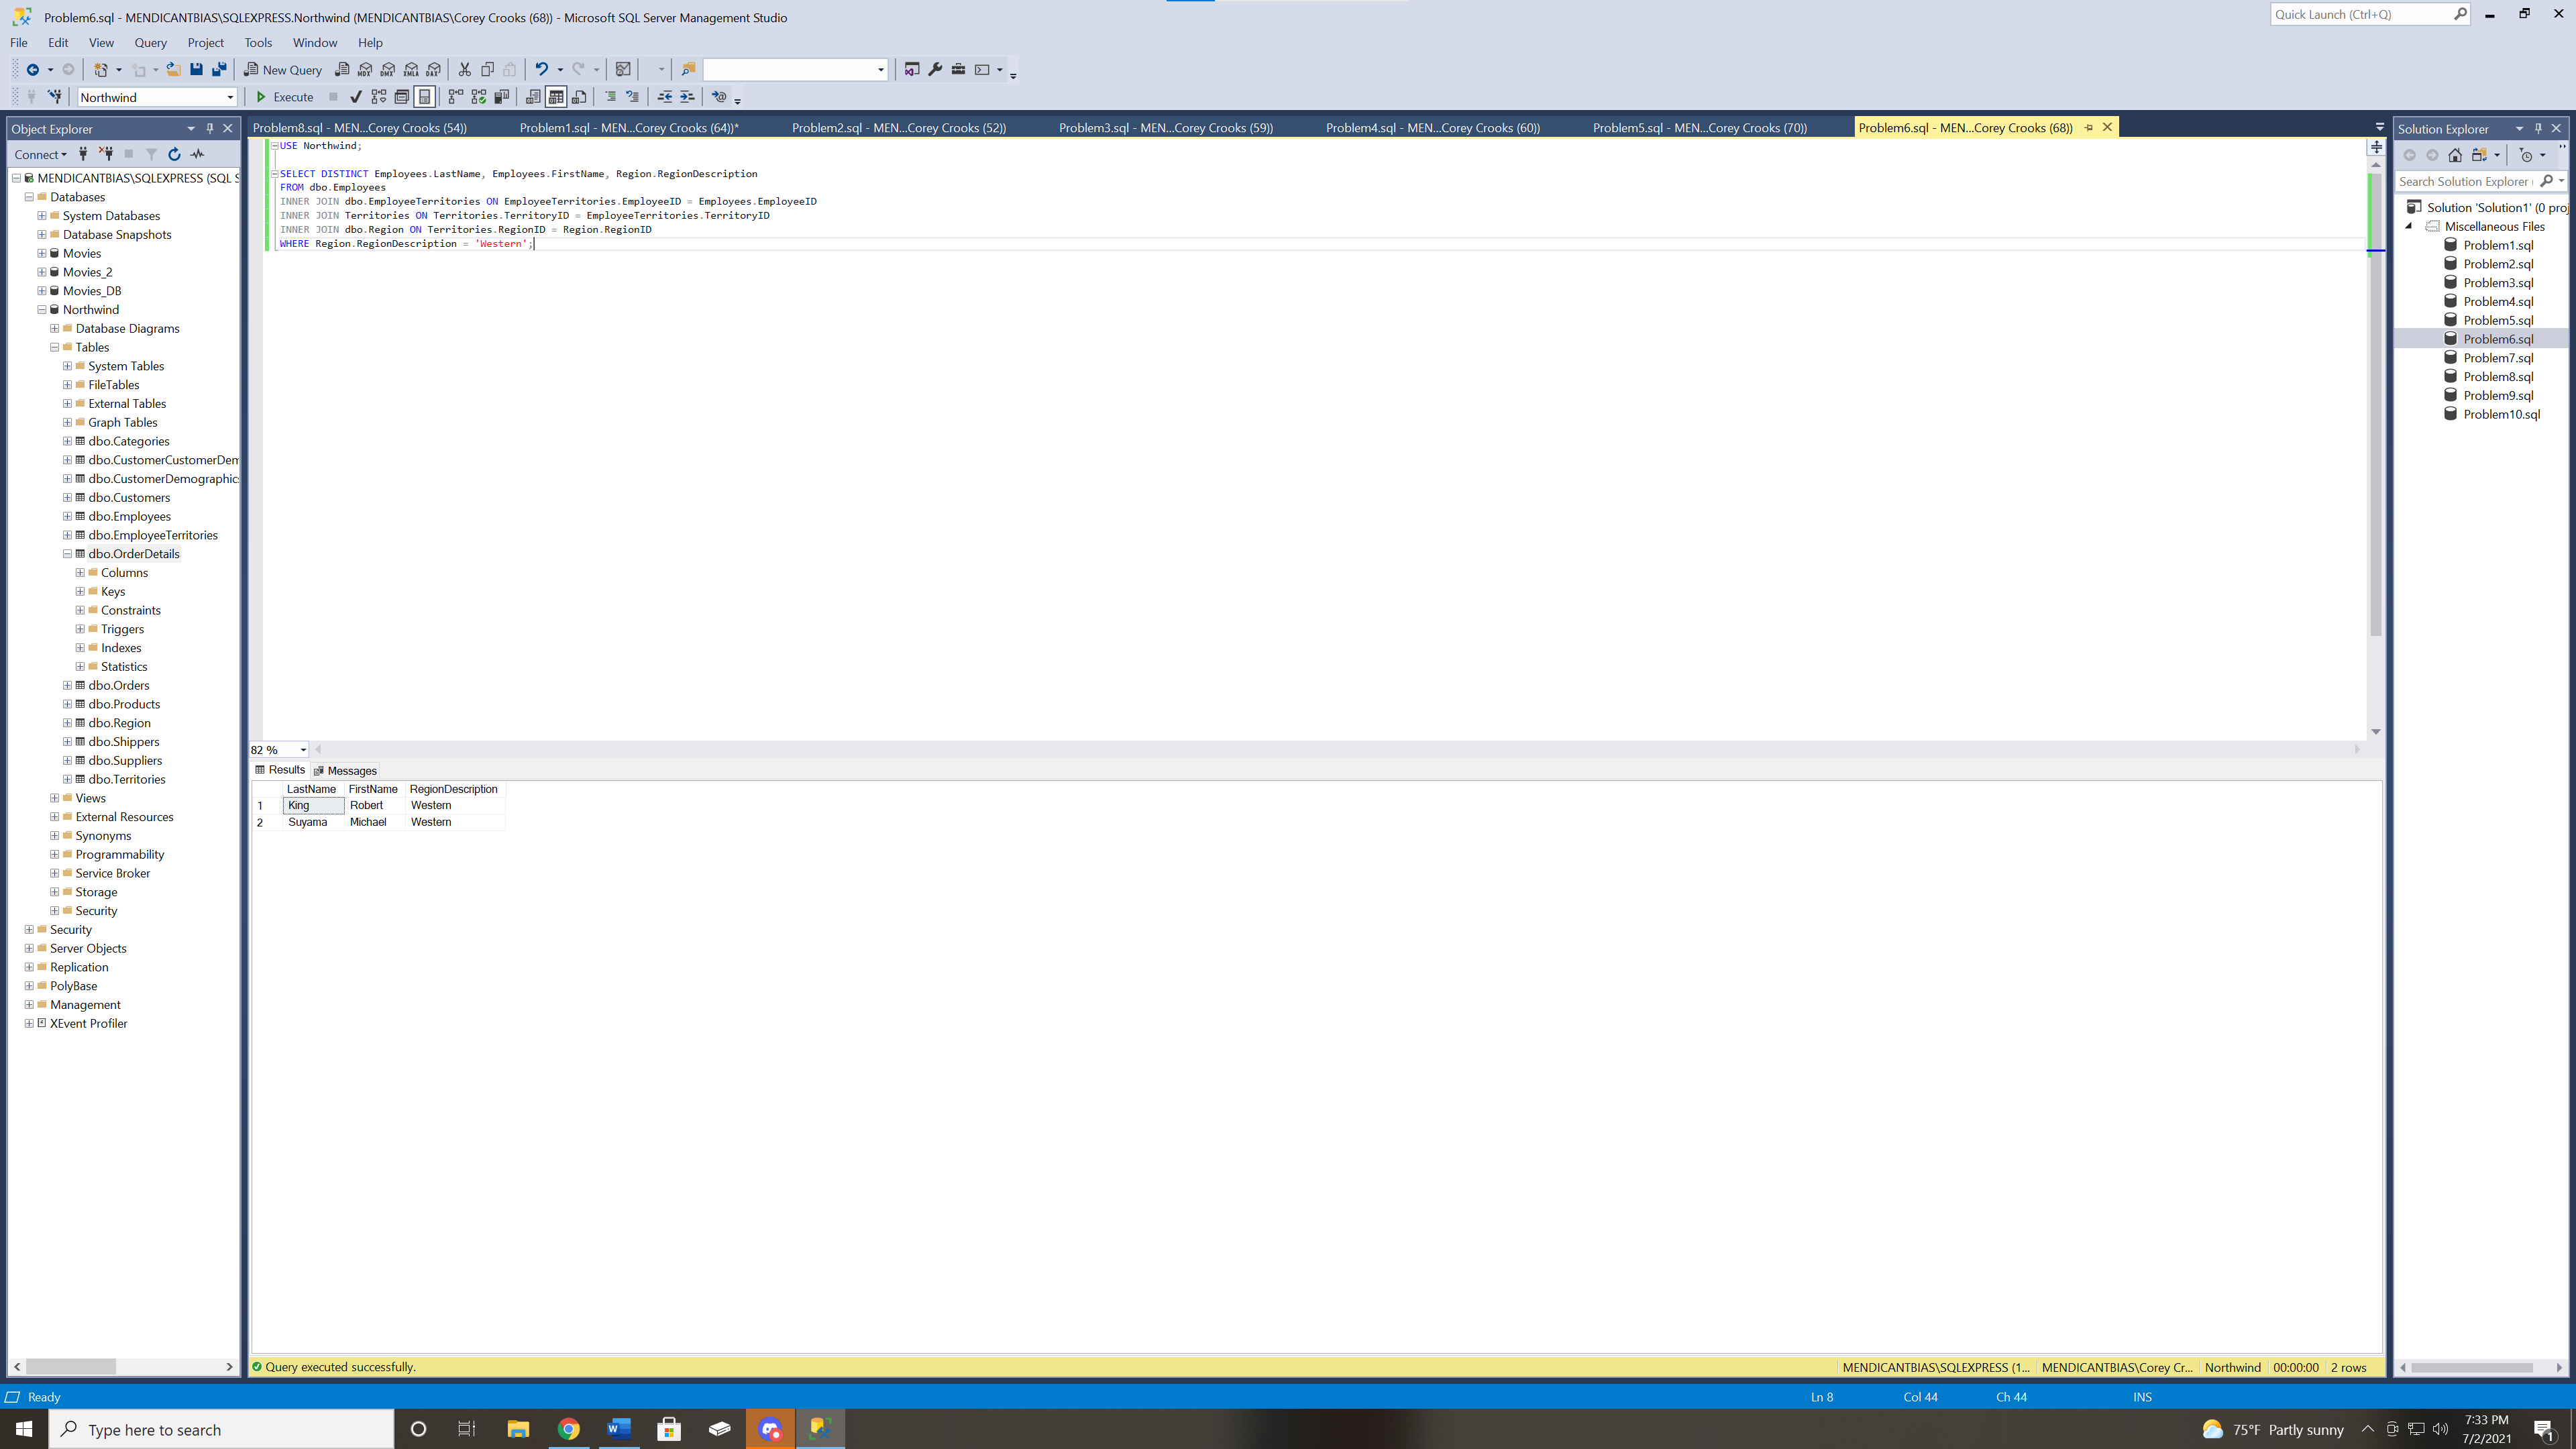 Problem6.sql - MENDICANTBIAS\SQLEXPRESS.Northwind (MENDICANTBIAS\Corey Crooks (68)) - Microsoft SQL Server Management Studio
Quick Launch (Ctrl+Q)
File Edit View Query Project Tools Window Help
New Query
MDX DMX XMLA DAX
Northwind
Execute
Object Explorer
Problem8.sql - MEN...Corey Crooks (54))
Problem1.sql - MEN...Corey Crooks (64))*
Problem2.sql - MEN...Corey Crooks (52))
Problem3.sql - MEN...Corey Crooks (59))
Problem4.sql - MEN...Corey Crooks (60))
Problem5.sql - MEN...Corey Crooks (70))
Problem6.sql - MEN...Corey Crooks (68))
Connect
MENDICANTBIAS\SQLEXPRESS (SQL S
Databases
System Databases
Database Snapshots
Movies
Movies_2
Movies_DB
Northwind
Database Diagrams
Tables
System Tables
FileTables
External Tables
Graph Tables
dbo.Categories
dbo.CustomerCustomerDem
dbo.CustomerDemographics
dbo.Customers
dbo.Employees
dbo.EmployeeTerritories
dbo.OrderDetails
Columns
Keys
Constraints
Triggers
Indexes
Statistics
dbo.Orders
dbo.Products
dbo.Region
dbo.Shippers
dbo.Suppliers
dbo.Territories
Views
External Resources
Synonyms
Programmability
Service Broker
Storage
Security
Security
Server Objects
Replication
PolyBase
Management
XEvent Profiler
USE Northwind;
SELECT DISTINCT Employees.LastName, Employees.FirstName, Region.RegionDescription
FROM dbo.Employees
INNER JOIN dbo.EmployeeTerritories ON EmployeeTerritories.EmployeeID = Employees.EmployeeID
INNER JOIN Territories ON Territories.TerritoryID = EmployeeTerritories.TerritoryID
INNER JOIN dbo.Region ON Territories.RegionID = Region.RegionID
WHERE Region.RegionDescription = 'Western';
82 %
Results Messages
LastName FirstName RegionDescription
1 King Robert Western
2 Suyama Michael Western
Query executed successfully.
MENDICANTBIAS\SQLEXPRESS (1... MENDICANTBIAS\Corey Cr... Northwind 00:00:00 2 rows
Solution Explorer
Search Solution Explorer (
Solution 'Solution1' (0 proj
Miscellaneous Files
Problem1.sql
Problem2.sql
Problem3.sql
Problem4.sql
Problem5.sql
Problem6.sql
Problem7.sql
Problem8.sql
Problem9.sql
Problem10.sql
Ready
Ln 8 Col 44 Ch 44 INS
Type here to search
75°F Partly sunny
7:33 PM
7/2/2021
1